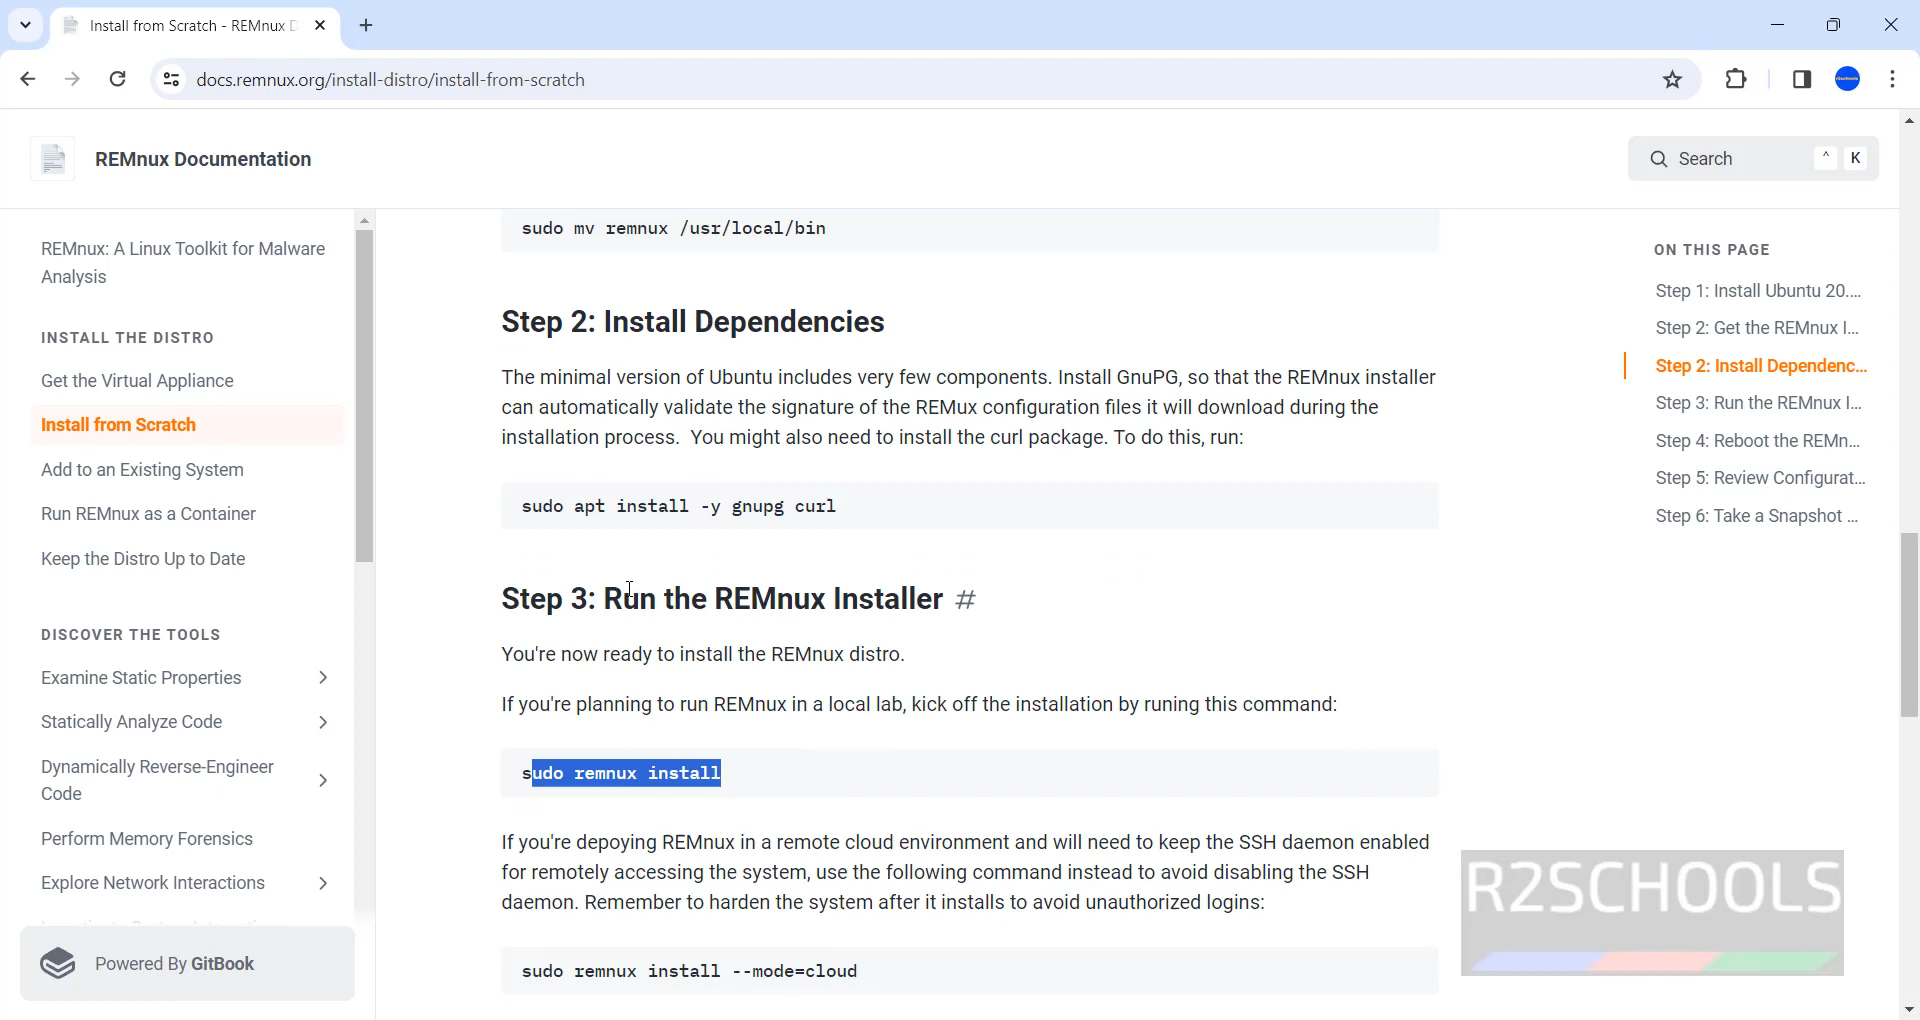 Install from Scratch - REMnux D
docs.remnux.org/install-distro/install-from-scratch
REMnux Documentation
Search ^ K
REMnux: A Linux Toolkit for Malware
Analysis
INSTALL THE DISTRO
Get the Virtual Appliance
Install from Scratch
Add to an Existing System
Run REMnux as a Container
Keep the Distro Up to Date
DISCOVER THE TOOLS
Examine Static Properties
Statically Analyze Code
Dynamically Reverse-Engineer
Code
Perform Memory Forensics
Explore Network Interactions
Powered By GitBook
sudo mv remnux /usr/local/bin
Step 2: Install Dependencies
The minimal version of Ubuntu includes very few components. Install GnuPG, so that the REMnux installer
can automatically validate the signature of the REMux configuration files it will download during the
installation process.  You might also need to install the curl package. To do this, run:
sudo apt install -y gnupg curl
Step 3: Run the REMnux Installer #
You're now ready to install the REMnux distro.
If you're planning to run REMnux in a local lab, kick off the installation by runing this command:
sudo remnux install
If you're depoying REMnux in a remote cloud environment and will need to keep the SSH daemon enabled
for remotely accessing the system, use the following command instead to avoid disabling the SSH
daemon. Remember to harden the system after it installs to avoid unauthorized logins:
sudo remnux install --mode=cloud
ON THIS PAGE
Step 1: Install Ubuntu 20....
Step 2: Get the REMnux I...
Step 2: Install Dependenc...
Step 3: Run the REMnux I...
Step 4: Reboot the REMn...
Step 5: Review Configurat...
Step 6: Take a Snapshot ...
R2SCHOOLS